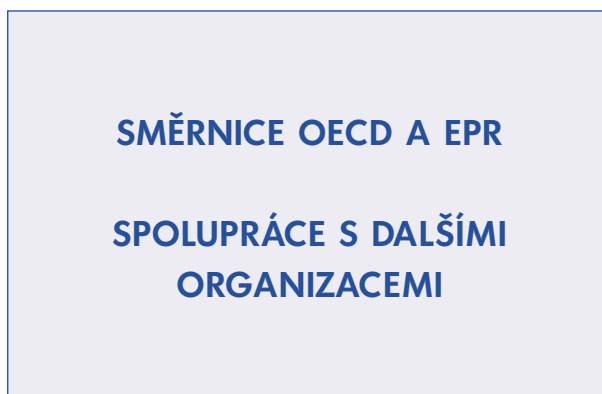 SMĚRNICE OECD A EPR
SPOLUPRÁCE S DALŠÍMI
ORGANIZACEMI